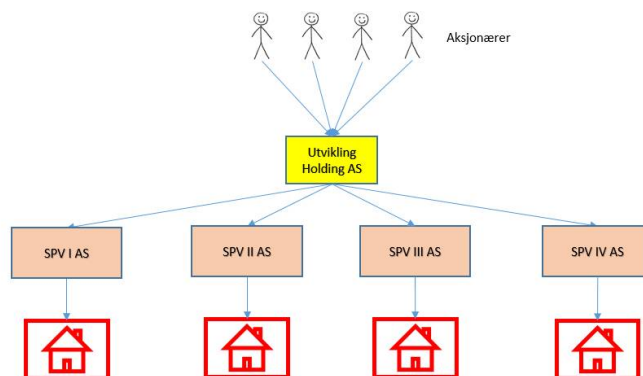 Aksjonærer
Utvikling
Holding AS
SPV I AS
SPV II AS
SPV III AS
SPV IV AS